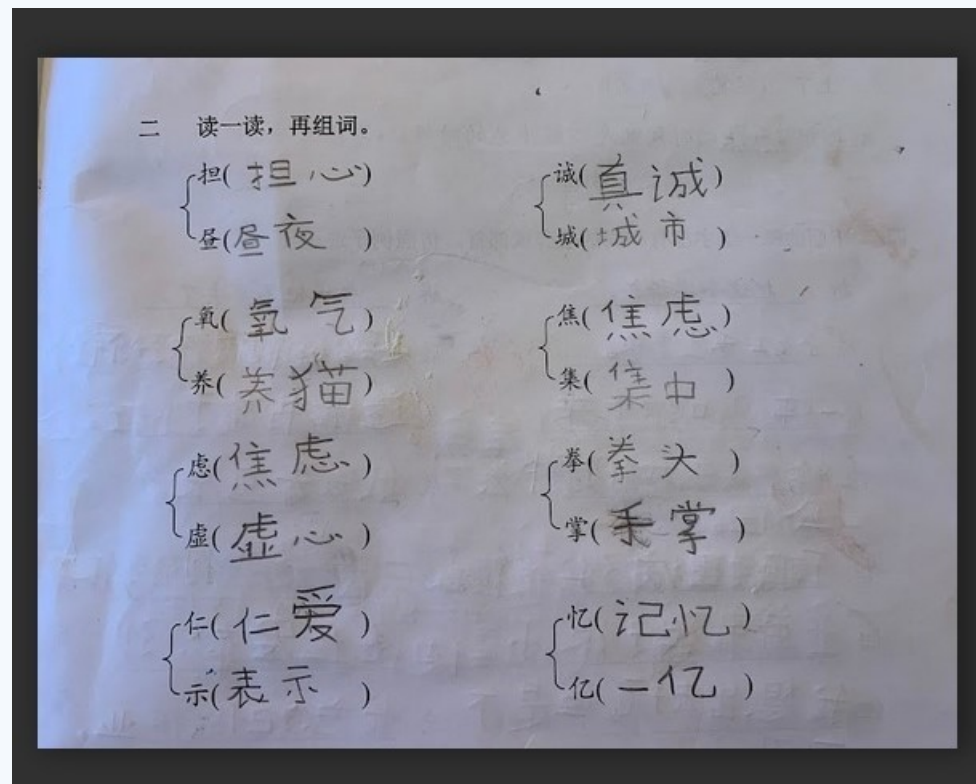 二 读一读，再组词。
担(担心) 诚(真诚)
昼(昼夜) 城(城市)
氧(氧气) 焦(焦虑)
养(养猫) 集(集中)
虑(焦虑) 拳(拳头)
虚(虚心) 掌(手掌)
仁(仁爱) 忆(记忆)
示(表示) 亿(一亿)